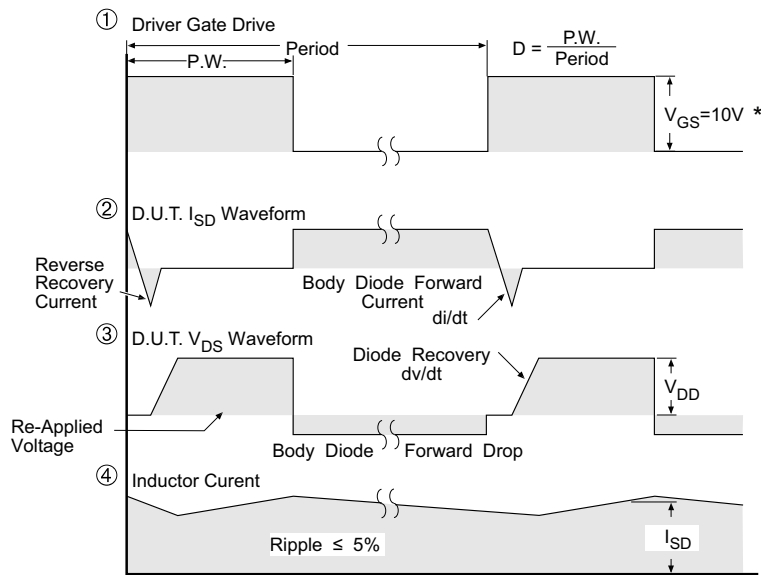 ① Driver Gate Drive
P.W.
Period
D = P.W. / Period
V_GS=10V *
② D.U.T. I_SD Waveform
Reverse
Recovery
Current
Body Diode Forward
Current
di/dt
③ D.U.T. V_DS Waveform
Diode Recovery
dv/dt
V_DD
Re-Applied
Voltage
Body Diode Forward Drop
④ Inductor Curent
Ripple ≤ 5%
I_SD